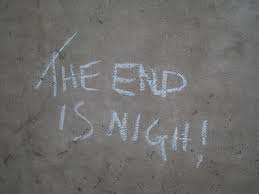 THE END
IS NIGH!